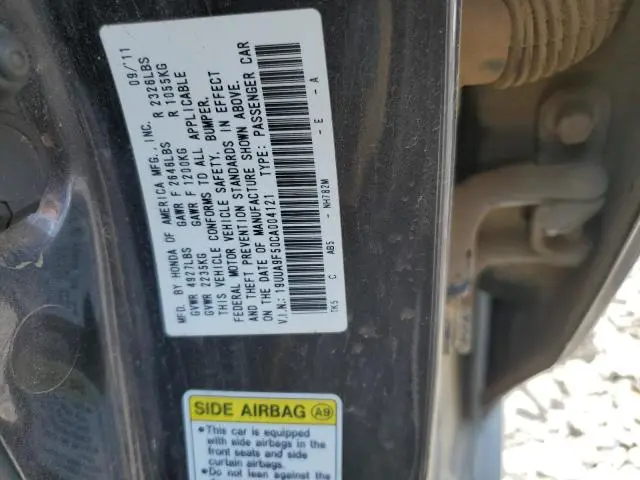 MFD. BY HONDA OF AMERICA MFG., INC. 09/11
GVWR 4927LBS GAWR F 2646LBS R 2326LBS
GVWR 2235KG GAWR F 1200KG R 1055KG
THIS VEHICLE CONFORMS TO ALL APPLICABLE
FEDERAL MOTOR VEHICLE SAFETY, BUMPER,
AND THEFT PREVENTION STANDARDS IN EFFECT
ON THE DATE OF MANUFACTURE SHOWN ABOVE.
V.I.N.: 19UUA9F50CA004121 TYPE: PASSENGER CAR
TK5 C AB5 - NH782M - E - A
SIDE AIRBAG A9
•This car is equipped
with side airbags in the
front seats and side
curtain airbags.
•Do not lean against the